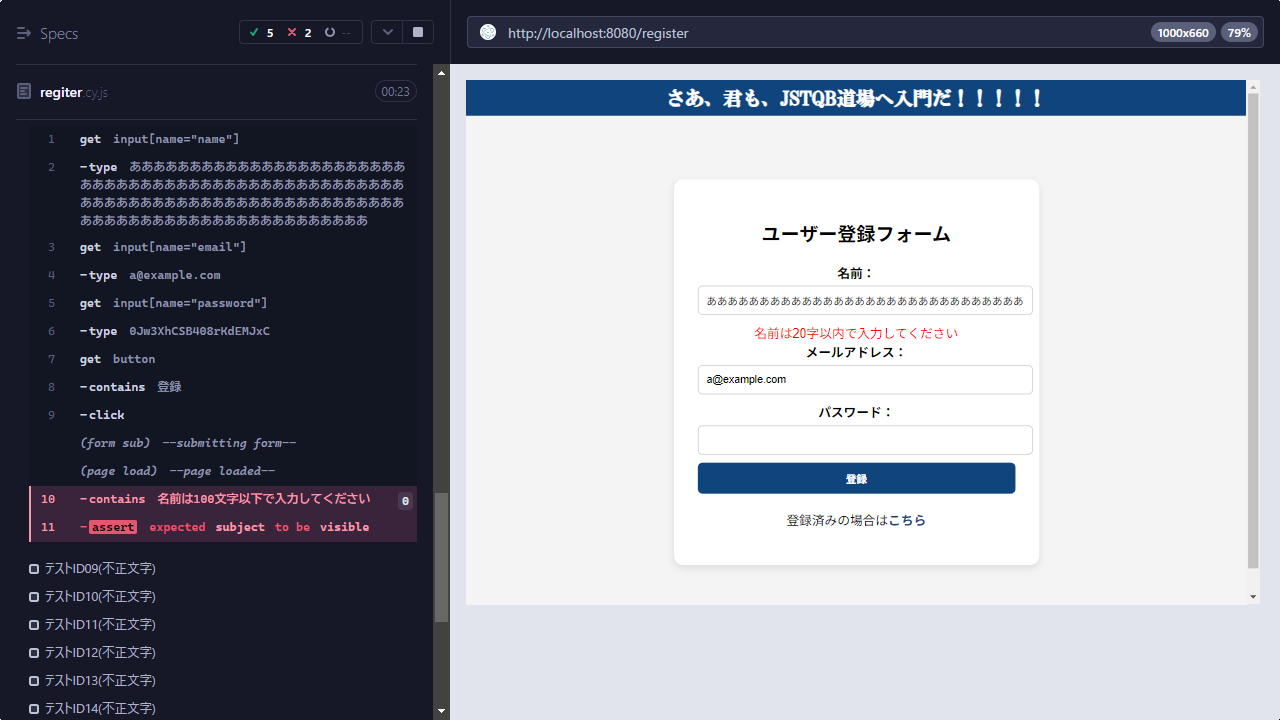 Specs
5
2
--
http://localhost:8080/register
1000x660
79%
regiter.cy.js
00:23
1 get input[name="name"]
2 -type あああああああああああああああああああああああ
あああああああああああああああああああああああああああ
あああああああああああああああああああああああああああ
ああああああああああああああああああああああああ
3 get input[name="email"]
4 -type a@example.com
5 get input[name="password"]
6 -type 0Jw3XhCSB408rKdEMJxC
7 get button
8 -contains 登録
9 -click
(form sub) --submitting form--
(page load) --page loaded--
10 -contains 名前は100文字以下で入力してください 0
11 -assert expected subject to be visible
テストID09(不正文字)
テストID10(不正文字)
テストID11(不正文字)
テストID12(不正文字)
テストID13(不正文字)
テストID14(不正文字)
さあ、君も、JSTQB道場へ入門だ！！！！！
ユーザー登録フォーム
名前：
ああああああああああああああああああああああああああああああ
名前は20字以内で入力してください
メールアドレス：
a@example.com
パスワード：
登録
登録済みの場合はこちら